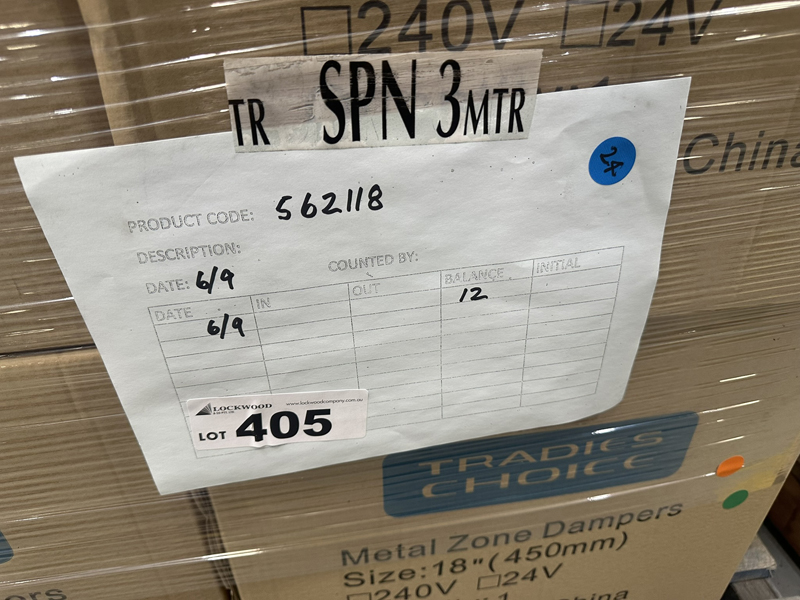 □240V □24V
TR SPN 3MTR
24
China
PRODUCT CODE: 562118
DESCRIPTION:
DATE: 6/9 COUNTED BY:
DATE IN OUT BALANCE INITIAL
6/9 12
LOCKWOOD www.lockwoodcompany.com.au
LOT 405
TRADIES
CHOICE
Metal Zone Dampers
Size:18"(450mm)
□240V □24V
China